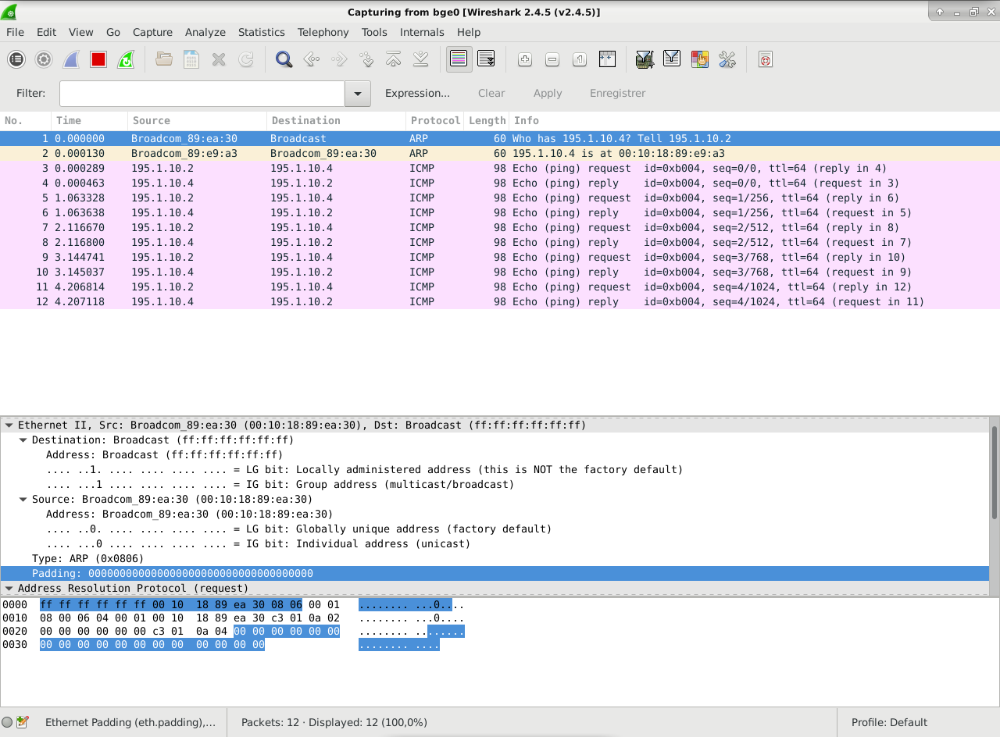 Capturing from bge0 [Wireshark 2.4.5 (v2.4.5)]
File Edit View Go Capture Analyze Statistics Telephony Tools Internals Help
Filter: Expression... Clear Apply Enregistrer
No. Time Source Destination Protocol Length Info
1 0.000000 Broadcom_89:ea:30 Broadcast ARP 60 Who has 195.1.10.4? Tell 195.1.10.2
2 0.000130 Broadcom_89:e9:a3 Broadcom_89:ea:30 ARP 60 195.1.10.4 is at 00:10:18:89:e9:a3
3 0.000289 195.1.10.2 195.1.10.4 ICMP 98 Echo (ping) request id=0xb004, seq=0/0, ttl=64 (reply in 4)
4 0.000463 195.1.10.4 195.1.10.2 ICMP 98 Echo (ping) reply id=0xb004, seq=0/0, ttl=64 (request in 3)
5 1.063328 195.1.10.2 195.1.10.4 ICMP 98 Echo (ping) request id=0xb004, seq=1/256, ttl=64 (reply in 6)
6 1.063638 195.1.10.4 195.1.10.2 ICMP 98 Echo (ping) reply id=0xb004, seq=1/256, ttl=64 (request in 5)
7 2.116670 195.1.10.2 195.1.10.4 ICMP 98 Echo (ping) request id=0xb004, seq=2/512, ttl=64 (reply in 8)
8 2.116800 195.1.10.4 195.1.10.2 ICMP 98 Echo (ping) reply id=0xb004, seq=2/512, ttl=64 (request in 7)
9 3.144741 195.1.10.2 195.1.10.4 ICMP 98 Echo (ping) request id=0xb004, seq=3/768, ttl=64 (reply in 10)
10 3.145037 195.1.10.4 195.1.10.2 ICMP 98 Echo (ping) reply id=0xb004, seq=3/768, ttl=64 (request in 9)
11 4.206814 195.1.10.2 195.1.10.4 ICMP 98 Echo (ping) request id=0xb004, seq=4/1024, ttl=64 (reply in 12)
12 4.207118 195.1.10.4 195.1.10.2 ICMP 98 Echo (ping) reply id=0xb004, seq=4/1024, ttl=64 (request in 11)
Ethernet II, Src: Broadcom_89:ea:30 (00:10:18:89:ea:30), Dst: Broadcast (ff:ff:ff:ff:ff:ff)
Destination: Broadcast (ff:ff:ff:ff:ff:ff)
Address: Broadcast (ff:ff:ff:ff:ff:ff)
.... ..1. .... .... .... .... = LG bit: Locally administered address (this is NOT the factory default)
.... ...1 .... .... .... .... = IG bit: Group address (multicast/broadcast)
Source: Broadcom_89:ea:30 (00:10:18:89:ea:30)
Address: Broadcom_89:ea:30 (00:10:18:89:ea:30)
.... ..0. .... .... .... .... = LG bit: Globally unique address (factory default)
.... ...0 .... .... .... .... = IG bit: Individual address (unicast)
Type: ARP (0x0806)
Padding: 000000000000000000000000000000000000
Address Resolution Protocol (request)
0000 ff ff ff ff ff ff 00 10 18 89 ea 30 08 06 00 01 ........ ...0....
0010 08 00 06 04 00 01 00 10 18 89 ea 30 c3 01 0a 02 ........ ...0....
0020 00 00 00 00 00 00 c3 01 0a 04 00 00 00 00 00 00 ........ ........
0030 00 00 00 00 00 00 00 00 00 00 00 00 ........ ....
Ethernet Padding (eth.padding),... Packets: 12 · Displayed: 12 (100,0%) Profile: Default